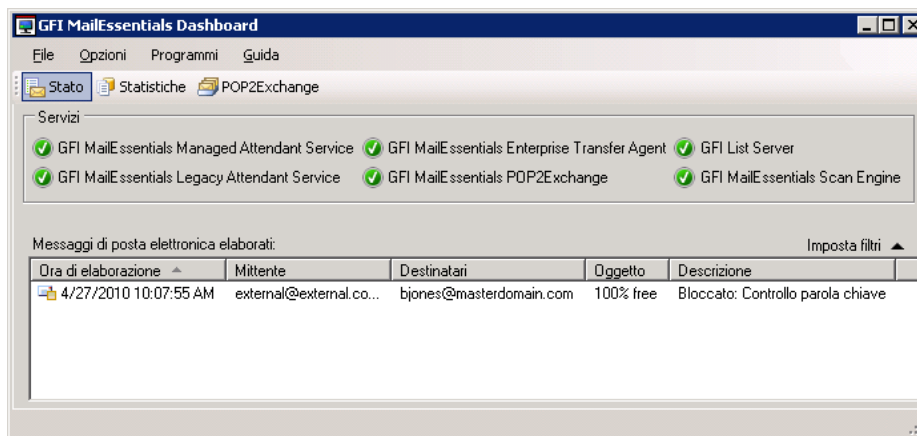 GFI MailEssentials Dashboard
File Opzioni Programmi Guida
Stato Statistiche POP2Exchange
Servizi
GFI MailEssentials Managed Attendant Service GFI MailEssentials Enterprise Transfer Agent GFI List Server
GFI MailEssentials Legacy Attendant Service GFI MailEssentials POP2Exchange GFI MailEssentials Scan Engine
Messaggi di posta elettronica elaborati: Imposta filtri
Ora di elaborazione Mittente Destinatari Oggetto Descrizione
4/27/2010 10:07:55 AM external@external.co... bjones@masterdomain.com 100% free Bloccato: Controllo parola chiave